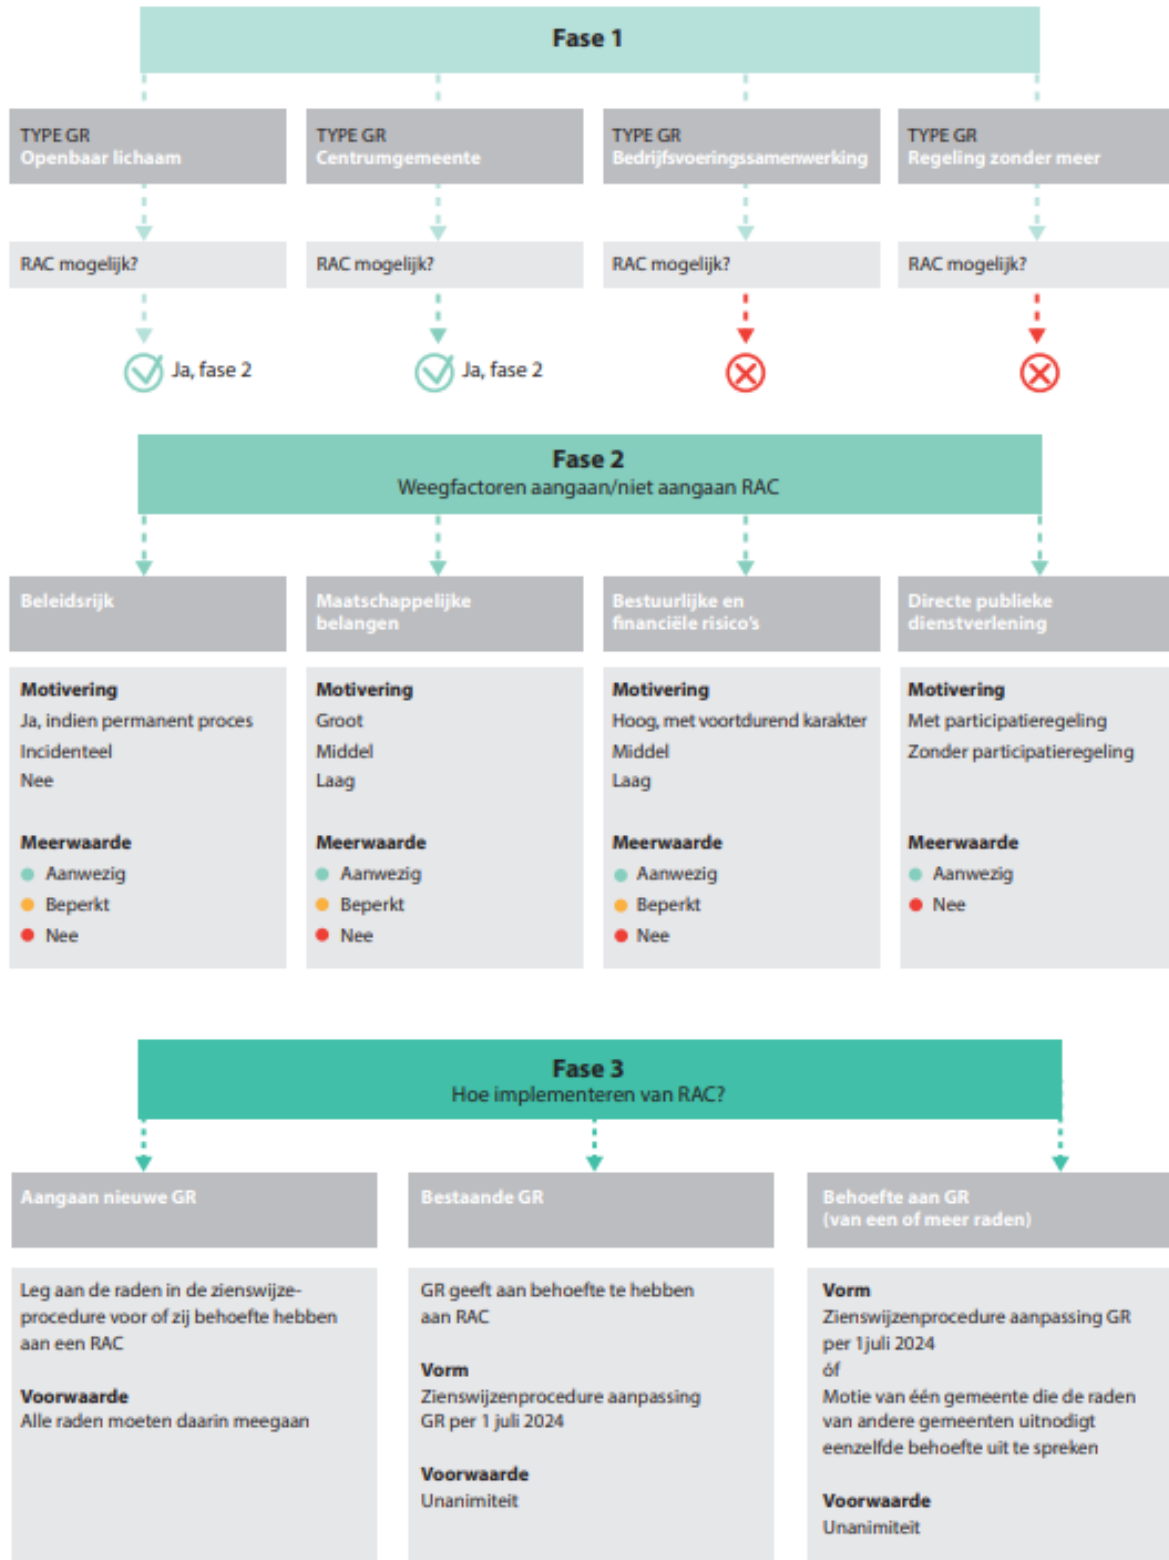 Fase 1
TYPE GR
Openbaar lichaam
TYPE GR
Centrumgemeente
TYPE GR
Bedrijfsvoeringssamenwerking
TYPE GR
Regeling zonder meer
RAC mogelijk?
RAC mogelijk?
RAC mogelijk?
RAC mogelijk?
Ja, fase 2
Ja, fase 2
Fase 2
Weegfactoren aangaan/niet aangaan RAC
Beleidsrijk
Motivering
Ja, indien permanent proces
Incidenteel
Nee
Meerwaarde
Aanwezig
Beperkt
Nee
Maatschappelijke
belangen
Motivering
Groot
Middel
Laag
Meerwaarde
Aanwezig
Beperkt
Nee
Bestuurlijke en
financiële risico's
Motivering
Hoog, met voortdurend karakter
Middel
Laag
Meerwaarde
Aanwezig
Beperkt
Nee
Directe publieke
dienstverlening
Motivering
Met participatieregeling
Zonder participatieregeling
Meerwaarde
Aanwezig
Nee
Fase 3
Hoe implementeren van RAC?
Aangaan nieuwe GR
Leg aan de raden in de zienswijze-
procedure voor of zij behoefte hebben
aan een RAC
Voorwaarde
Alle raden moeten daarin meegaan
Bestaande GR
GR geeft aan behoefte te hebben
aan RAC
Vorm
Zienswijzenprocedure aanpassing
GR per 1 juli 2024
Voorwaarde
Unanimiteit
Behoefte aan GR
(van een of meer raden)
Vorm
Zienswijzenprocedure aanpassing GR
per 1 juli 2024
óf
Motie van één gemeente die de raden
van andere gemeenten uitnodigt
eenzelfde behoefte uit te spreken
Voorwaarde
Unanimiteit